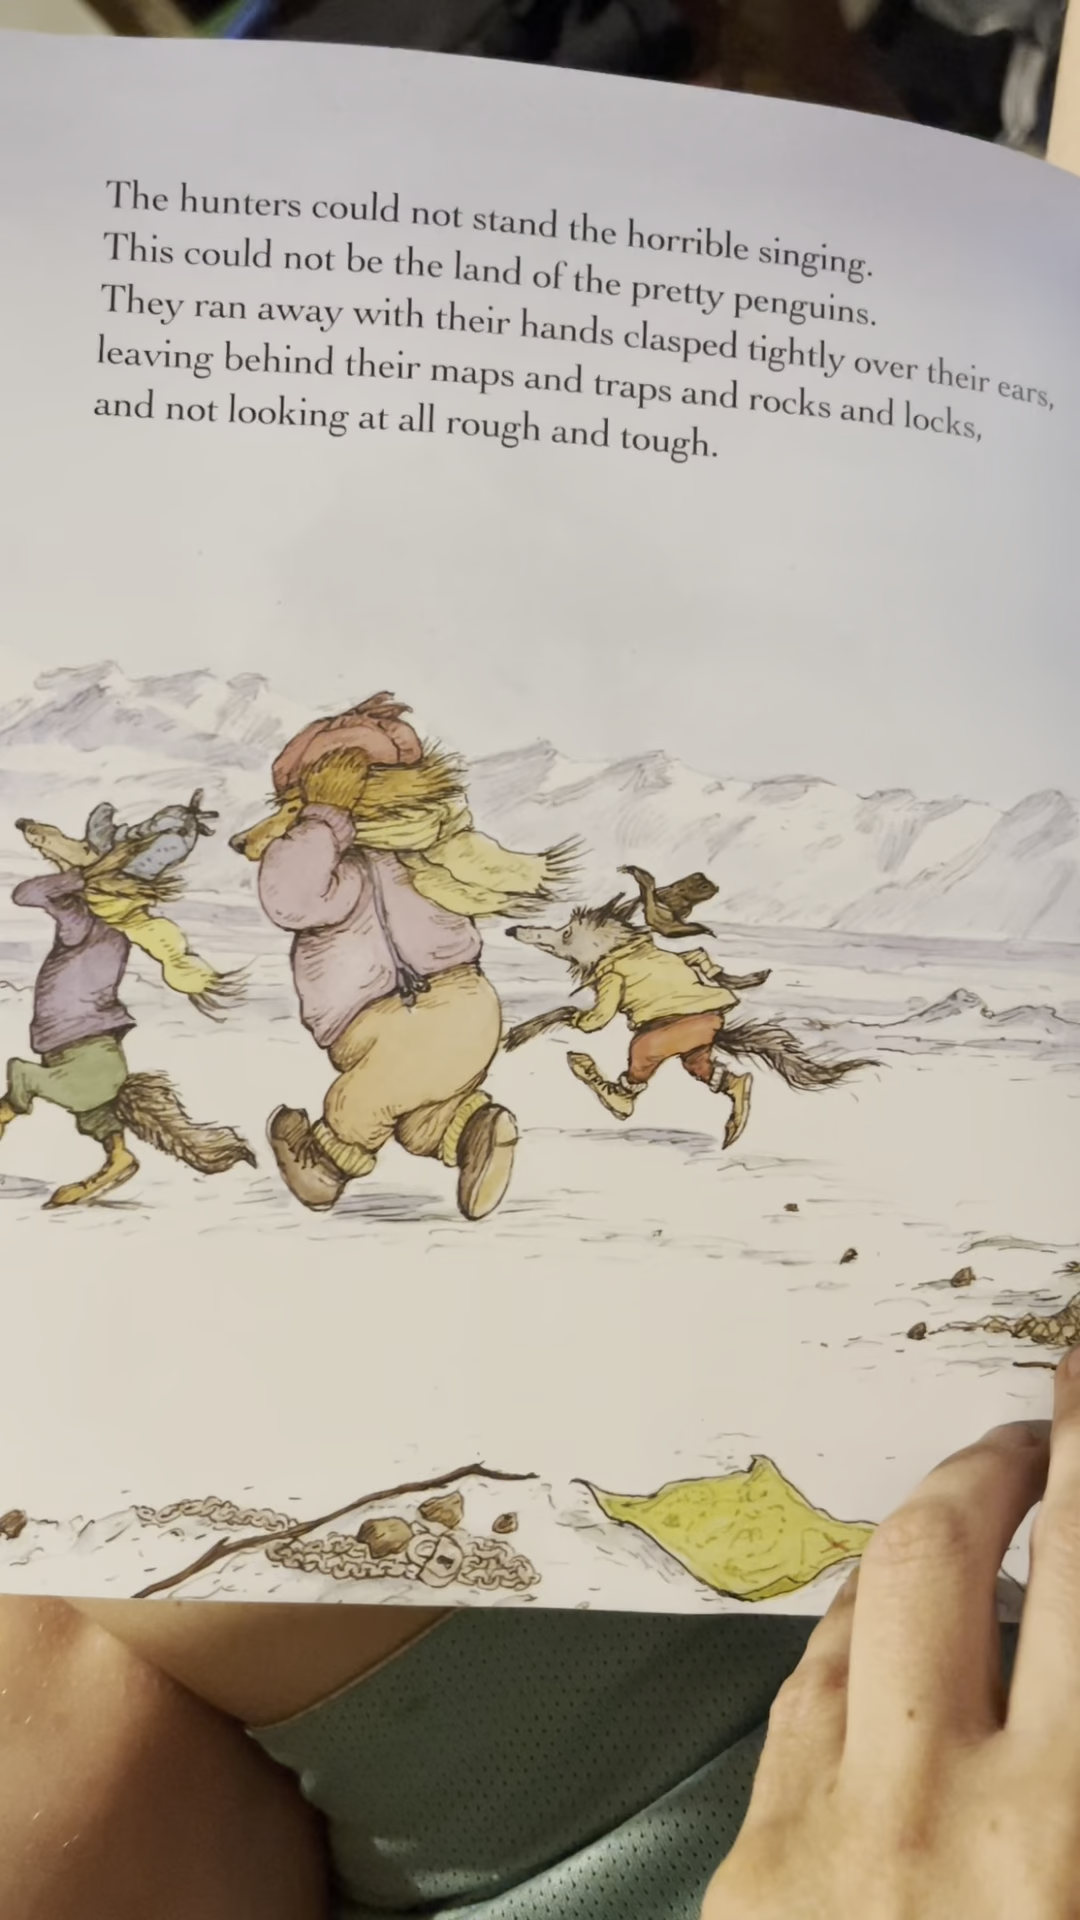 The hunters could not stand the horrible singing.
This could not be the land of the pretty penguins.
They ran away with their hands clasped tightly over their ears,
leaving behind their maps and traps and rocks and locks,
and not looking at all rough and tough.